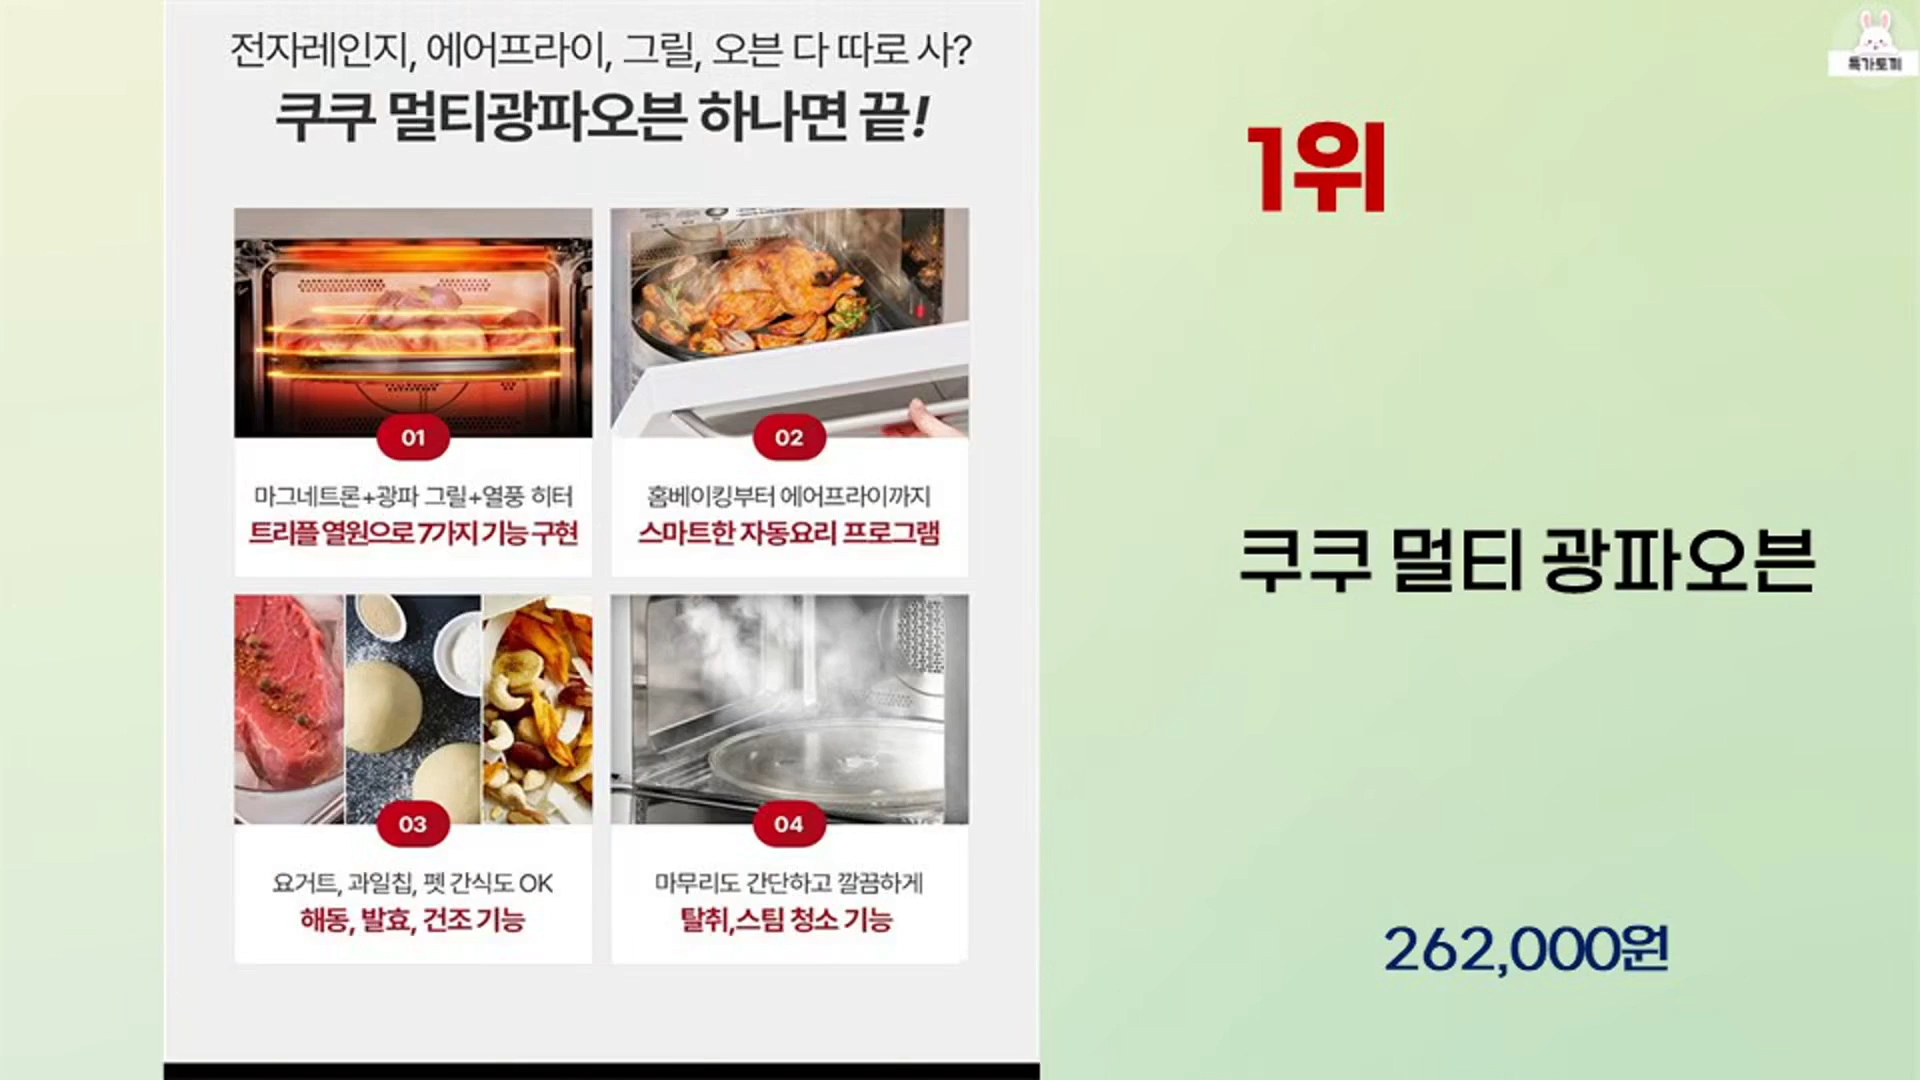 전자레인지, 에어프라이, 그릴, 오븐 다 따로 사?
쿠쿠 멀티광파오븐 하나면 끝!
01
마그네트론+광파 그릴+열풍 히터
트리플 열원으로 7가지 기능 구현
02
홈베이킹부터 에어프라이까지
스마트한 자동요리 프로그램
03
요거트, 과일칩, 펫 간식도 OK
해동, 발효, 건조 기능
04
마무리도 간단하고 깔끔하게
탈취,스팀 청소 기능
특가토끼
1위
쿠쿠 멀티 광파오븐
262,000원